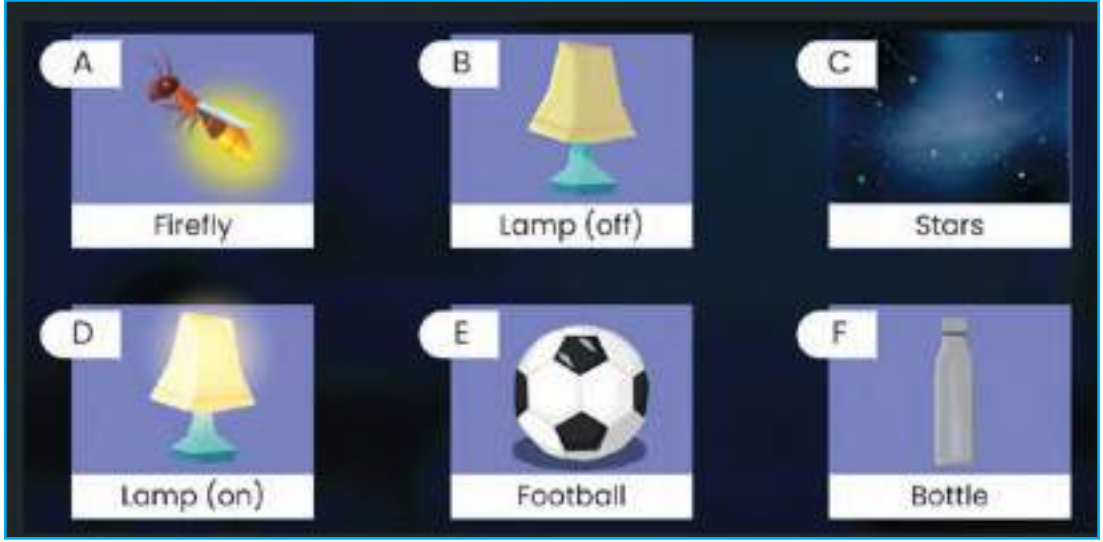 A
Firefly
B
Lamp (off)
C
Stars
D
Lamp (on)
E
Football
F
Bottle